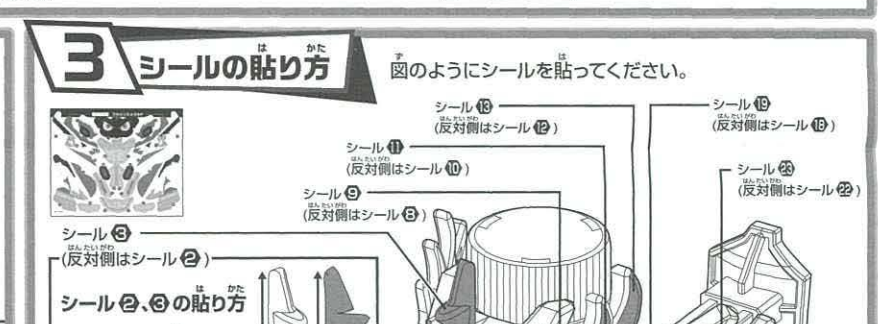 3 シールの貼り方
図のようにシールを貼ってください。
シール⑬
(反対側はシール⑫)
シール⑲
(反対側はシール⑱)
シール⑪
(反対側はシール⑩)
シール㉓
(反対側はシール㉒)
シール⑨
(反対側はシール⑧)
シール③
(反対側はシール②)
シール②、③の貼り方